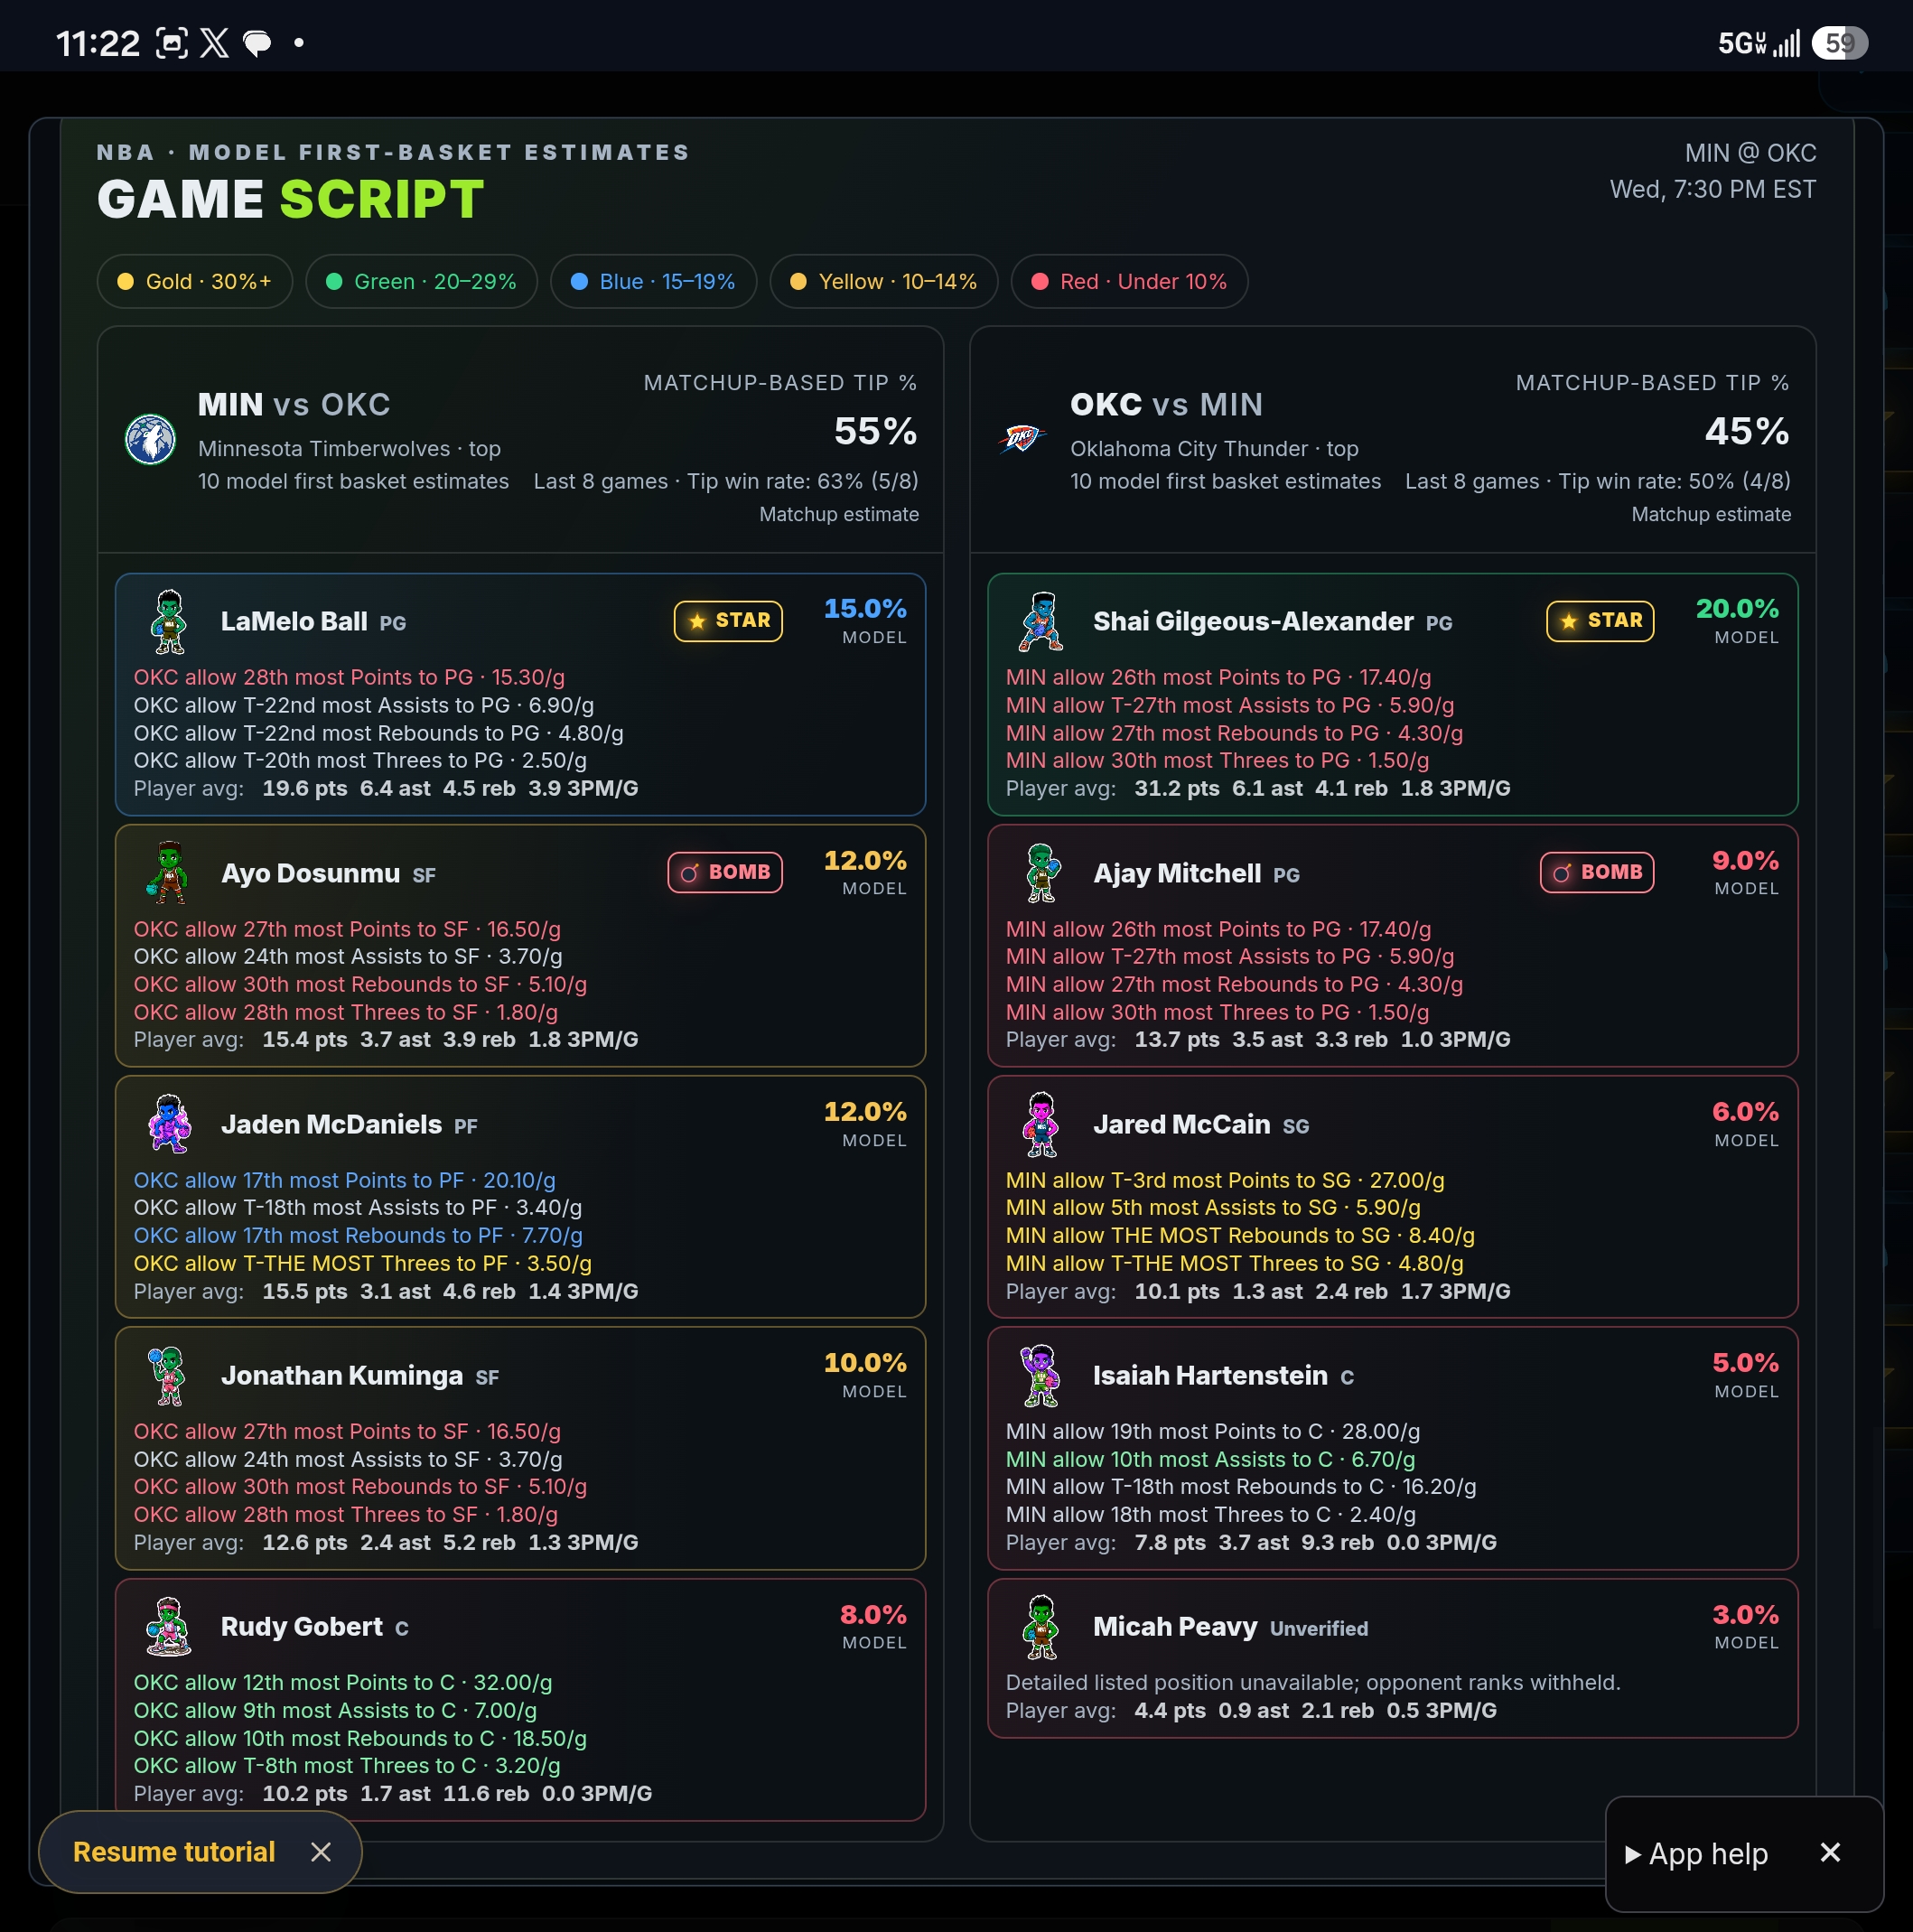 11:22
5G UW
59
NBA · MODEL FIRST-BASKET ESTIMATES
GAME SCRIPT
MIN @ OKC
Wed, 7:30 PM EST
Gold · 30%+
Green · 20–29%
Blue · 15–19%
Yellow · 10–14%
Red · Under 10%
MIN vs OKC
Minnesota Timberwolves · top
10 model first basket estimates
MATCHUP-BASED TIP %
55%
Last 8 games · Tip win rate: 63% (5/8)
Matchup estimate
LaMelo Ball PG
STAR
15.0%
MODEL
OKC allow 28th most Points to PG · 15.30/g
OKC allow T-22nd most Assists to PG · 6.90/g
OKC allow T-22nd most Rebounds to PG · 4.80/g
OKC allow T-20th most Threes to PG · 2.50/g
Player avg: 19.6 pts 6.4 ast 4.5 reb 3.9 3PM/G
Ayo Dosunmu SF
BOMB
12.0%
MODEL
OKC allow 27th most Points to SF · 16.50/g
OKC allow 24th most Assists to SF · 3.70/g
OKC allow 30th most Rebounds to SF · 5.10/g
OKC allow 28th most Threes to SF · 1.80/g
Player avg: 15.4 pts 3.7 ast 3.9 reb 1.8 3PM/G
Jaden McDaniels PF
12.0%
MODEL
OKC allow 17th most Points to PF · 20.10/g
OKC allow T-18th most Assists to PF · 3.40/g
OKC allow 17th most Rebounds to PF · 7.70/g
OKC allow T-THE MOST Threes to PF · 3.50/g
Player avg: 15.5 pts 3.1 ast 4.6 reb 1.4 3PM/G
Jonathan Kuminga SF
10.0%
MODEL
OKC allow 27th most Points to SF · 16.50/g
OKC allow 24th most Assists to SF · 3.70/g
OKC allow 30th most Rebounds to SF · 5.10/g
OKC allow 28th most Threes to SF · 1.80/g
Player avg: 12.6 pts 2.4 ast 5.2 reb 1.3 3PM/G
Rudy Gobert C
8.0%
MODEL
OKC allow 12th most Points to C · 32.00/g
OKC allow 9th most Assists to C · 7.00/g
OKC allow 10th most Rebounds to C · 18.50/g
OKC allow T-8th most Threes to C · 3.20/g
Player avg: 10.2 pts 1.7 ast 11.6 reb 0.0 3PM/G
OKC
OKC vs MIN
Oklahoma City Thunder · top
10 model first basket estimates
MATCHUP-BASED TIP %
45%
Last 8 games · Tip win rate: 50% (4/8)
Matchup estimate
Shai Gilgeous-Alexander PG
STAR
20.0%
MODEL
MIN allow 26th most Points to PG · 17.40/g
MIN allow T-27th most Assists to PG · 5.90/g
MIN allow 27th most Rebounds to PG · 4.30/g
MIN allow 30th most Threes to PG · 1.50/g
Player avg: 31.2 pts 6.1 ast 4.1 reb 1.8 3PM/G
Ajay Mitchell PG
BOMB
9.0%
MODEL
MIN allow 26th most Points to PG · 17.40/g
MIN allow T-27th most Assists to PG · 5.90/g
MIN allow 27th most Rebounds to PG · 4.30/g
MIN allow 30th most Threes to PG · 1.50/g
Player avg: 13.7 pts 3.5 ast 3.3 reb 1.0 3PM/G
Jared McCain SG
6.0%
MODEL
MIN allow T-3rd most Points to SG · 27.00/g
MIN allow 5th most Assists to SG · 5.90/g
MIN allow THE MOST Rebounds to SG · 8.40/g
MIN allow T-THE MOST Threes to SG · 4.80/g
Player avg: 10.1 pts 1.3 ast 2.4 reb 1.7 3PM/G
Isaiah Hartenstein C
5.0%
MODEL
MIN allow 19th most Points to C · 28.00/g
MIN allow 10th most Assists to C · 6.70/g
MIN allow T-18th most Rebounds to C · 16.20/g
MIN allow 18th most Threes to C · 2.40/g
Player avg: 7.8 pts 3.7 ast 9.3 reb 0.0 3PM/G
Micah Peavy Unverified
3.0%
MODEL
Detailed listed position unavailable; opponent ranks withheld.
Player avg: 4.4 pts 0.9 ast 2.1 reb 0.5 3PM/G
Resume tutorial
App help